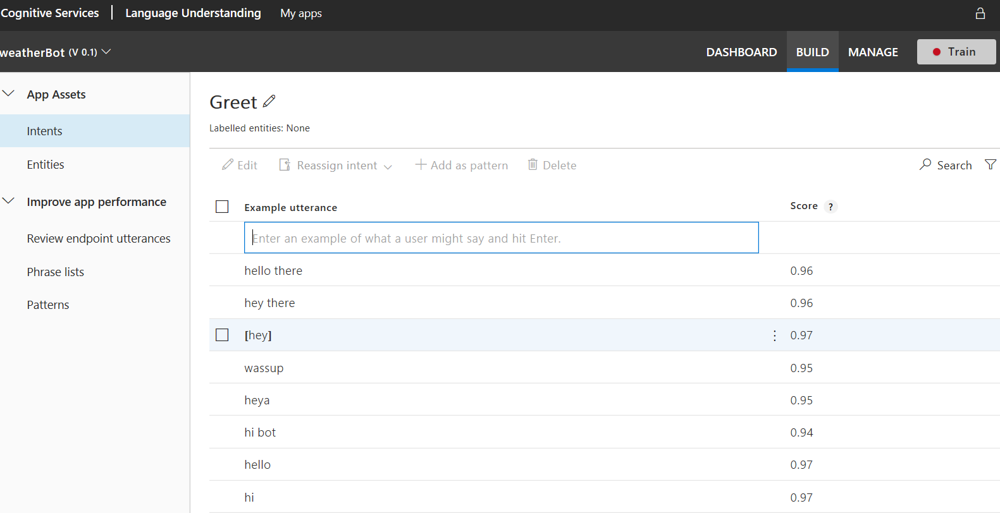 Cognitive Services | Language Understanding My apps
weatherBot (V 0.1) DASHBOARD BUILD MANAGE Train
App Assets
Intents
Entities
Improve app performance
Review endpoint utterances
Phrase lists
Patterns
Greet
Labelled entities: None
Edit Reassign intent Add as pattern Delete Search
Example utterance Score ?
Enter an example of what a user might say and hit Enter.
hello there 0.96
hey there 0.96
[hey] 0.97
wassup 0.95
heya 0.95
hi bot 0.94
hello 0.97
hi 0.97